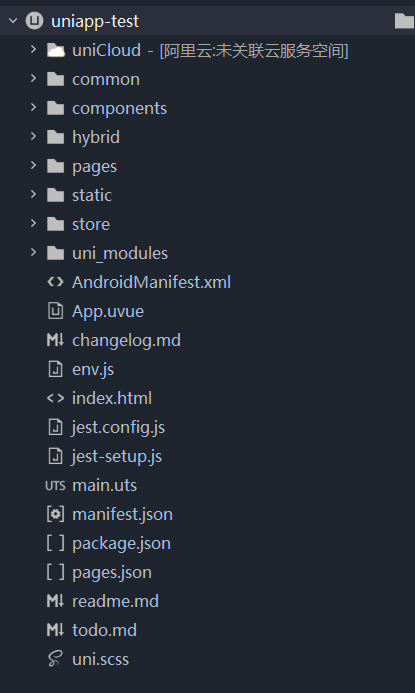 uniapp-test
uniCloud - [阿里云:未关联云服务空间]
common
components
hybrid
pages
static
store
uni_modules
AndroidManifest.xml
App.uvue
changelog.md
env.js
index.html
jest.config.js
jest-setup.js
UTS main.uts
manifest.json
package.json
pages.json
readme.md
todo.md
uni.scss